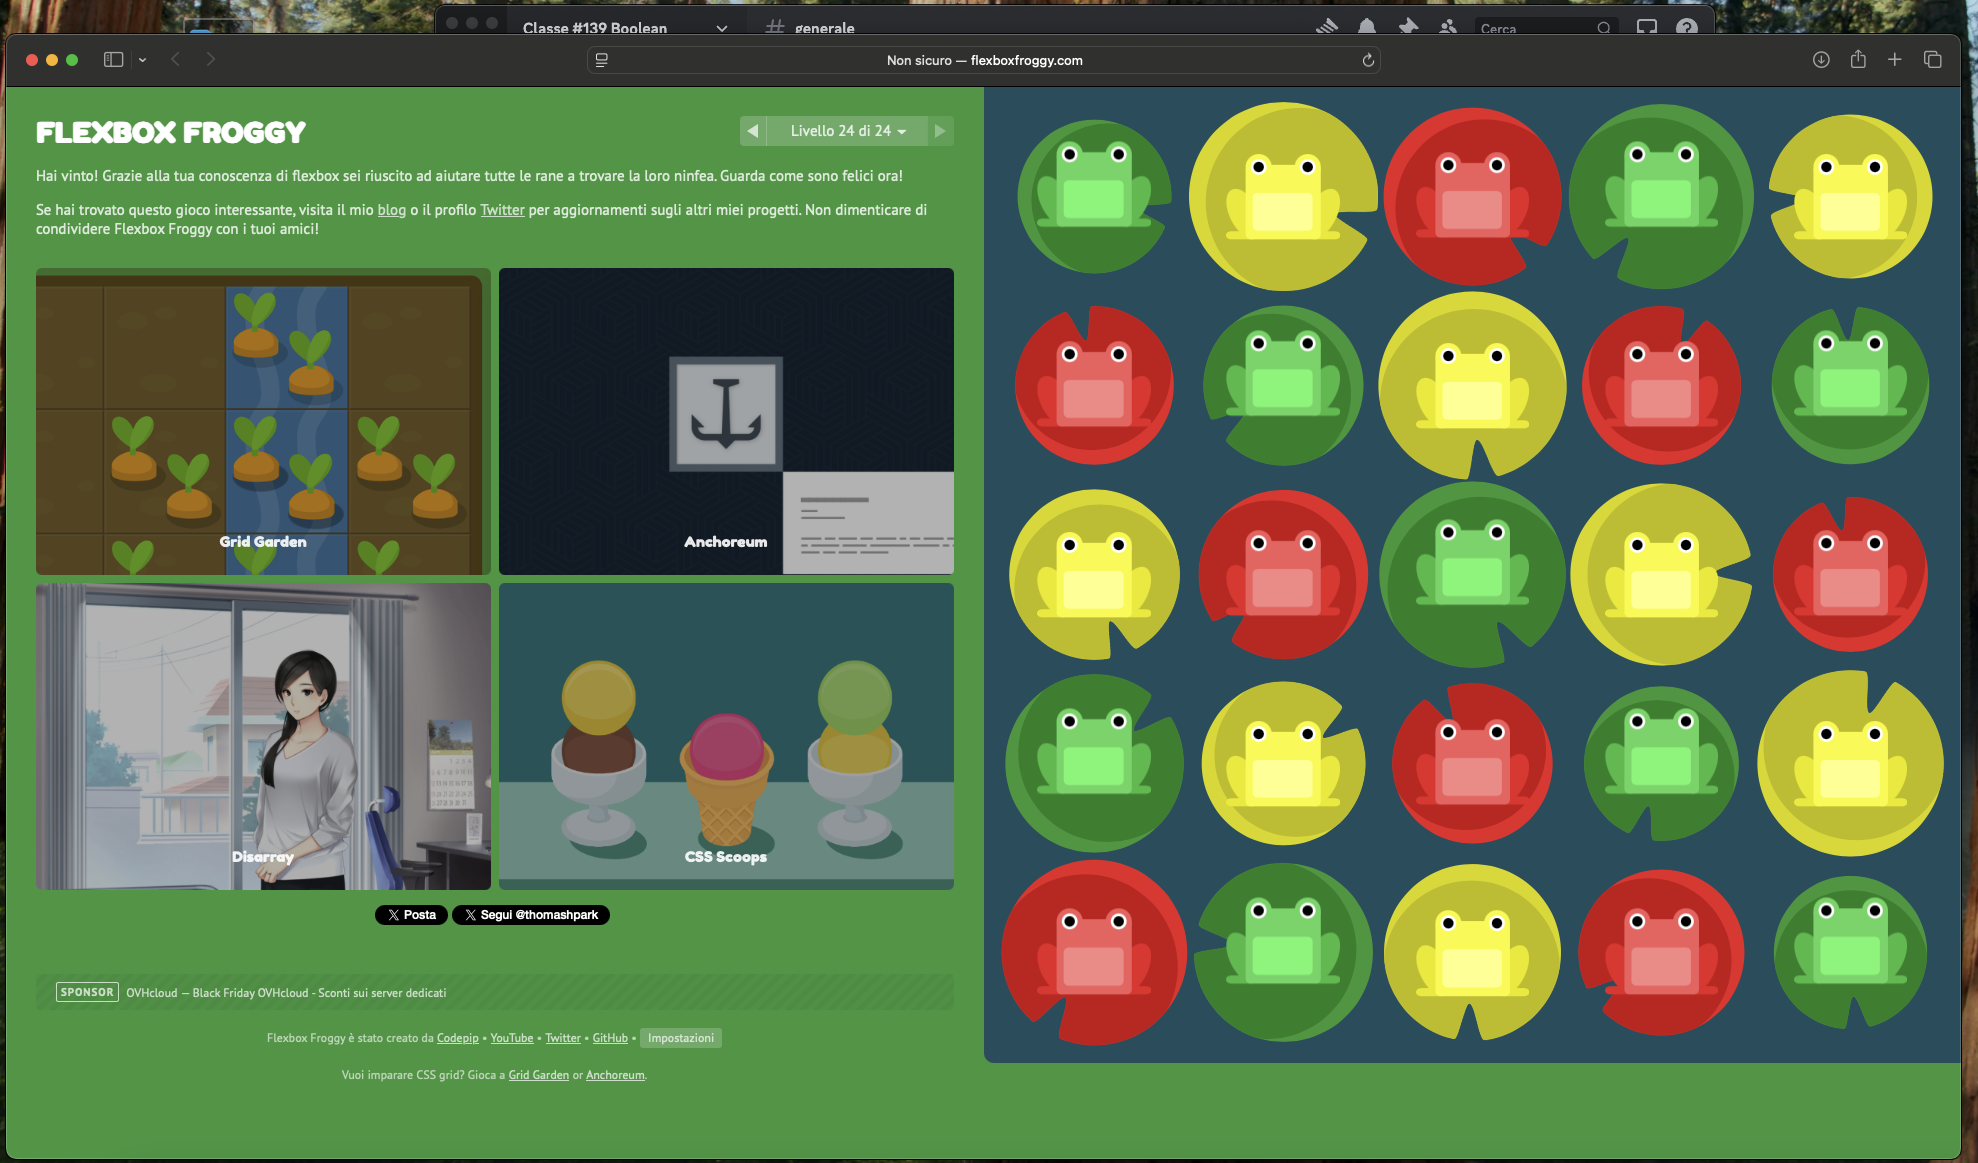 Classe #139 Boolean
generale
Cerca
Non sicuro — flexboxfroggy.com
FLEXBOX FROGGY
Livello 24 di 24
Hai vinto! Grazie alla tua conoscenza di flexbox sei riuscito ad aiutare tutte le rane a trovare la loro ninfea. Guarda come sono felici ora!
Se hai trovato questo gioco interessante, visita il mio blog o il profilo Twitter per aggiornamenti sugli altri miei progetti. Non dimenticare di
condividere Flexbox Froggy con i tuoi amici!
Grid Garden
Anchoreum
Disarray
CSS Scoops
Posta
Segui @thomashpark
SPONSOR OVHcloud — Black Friday OVHcloud - Sconti sui server dedicati
Flexbox Froggy è stato creato da Codepip • YouTube • Twitter • GitHub • Impostazioni
Vuoi imparare CSS grid? Gioca a Grid Garden or Anchoreum.